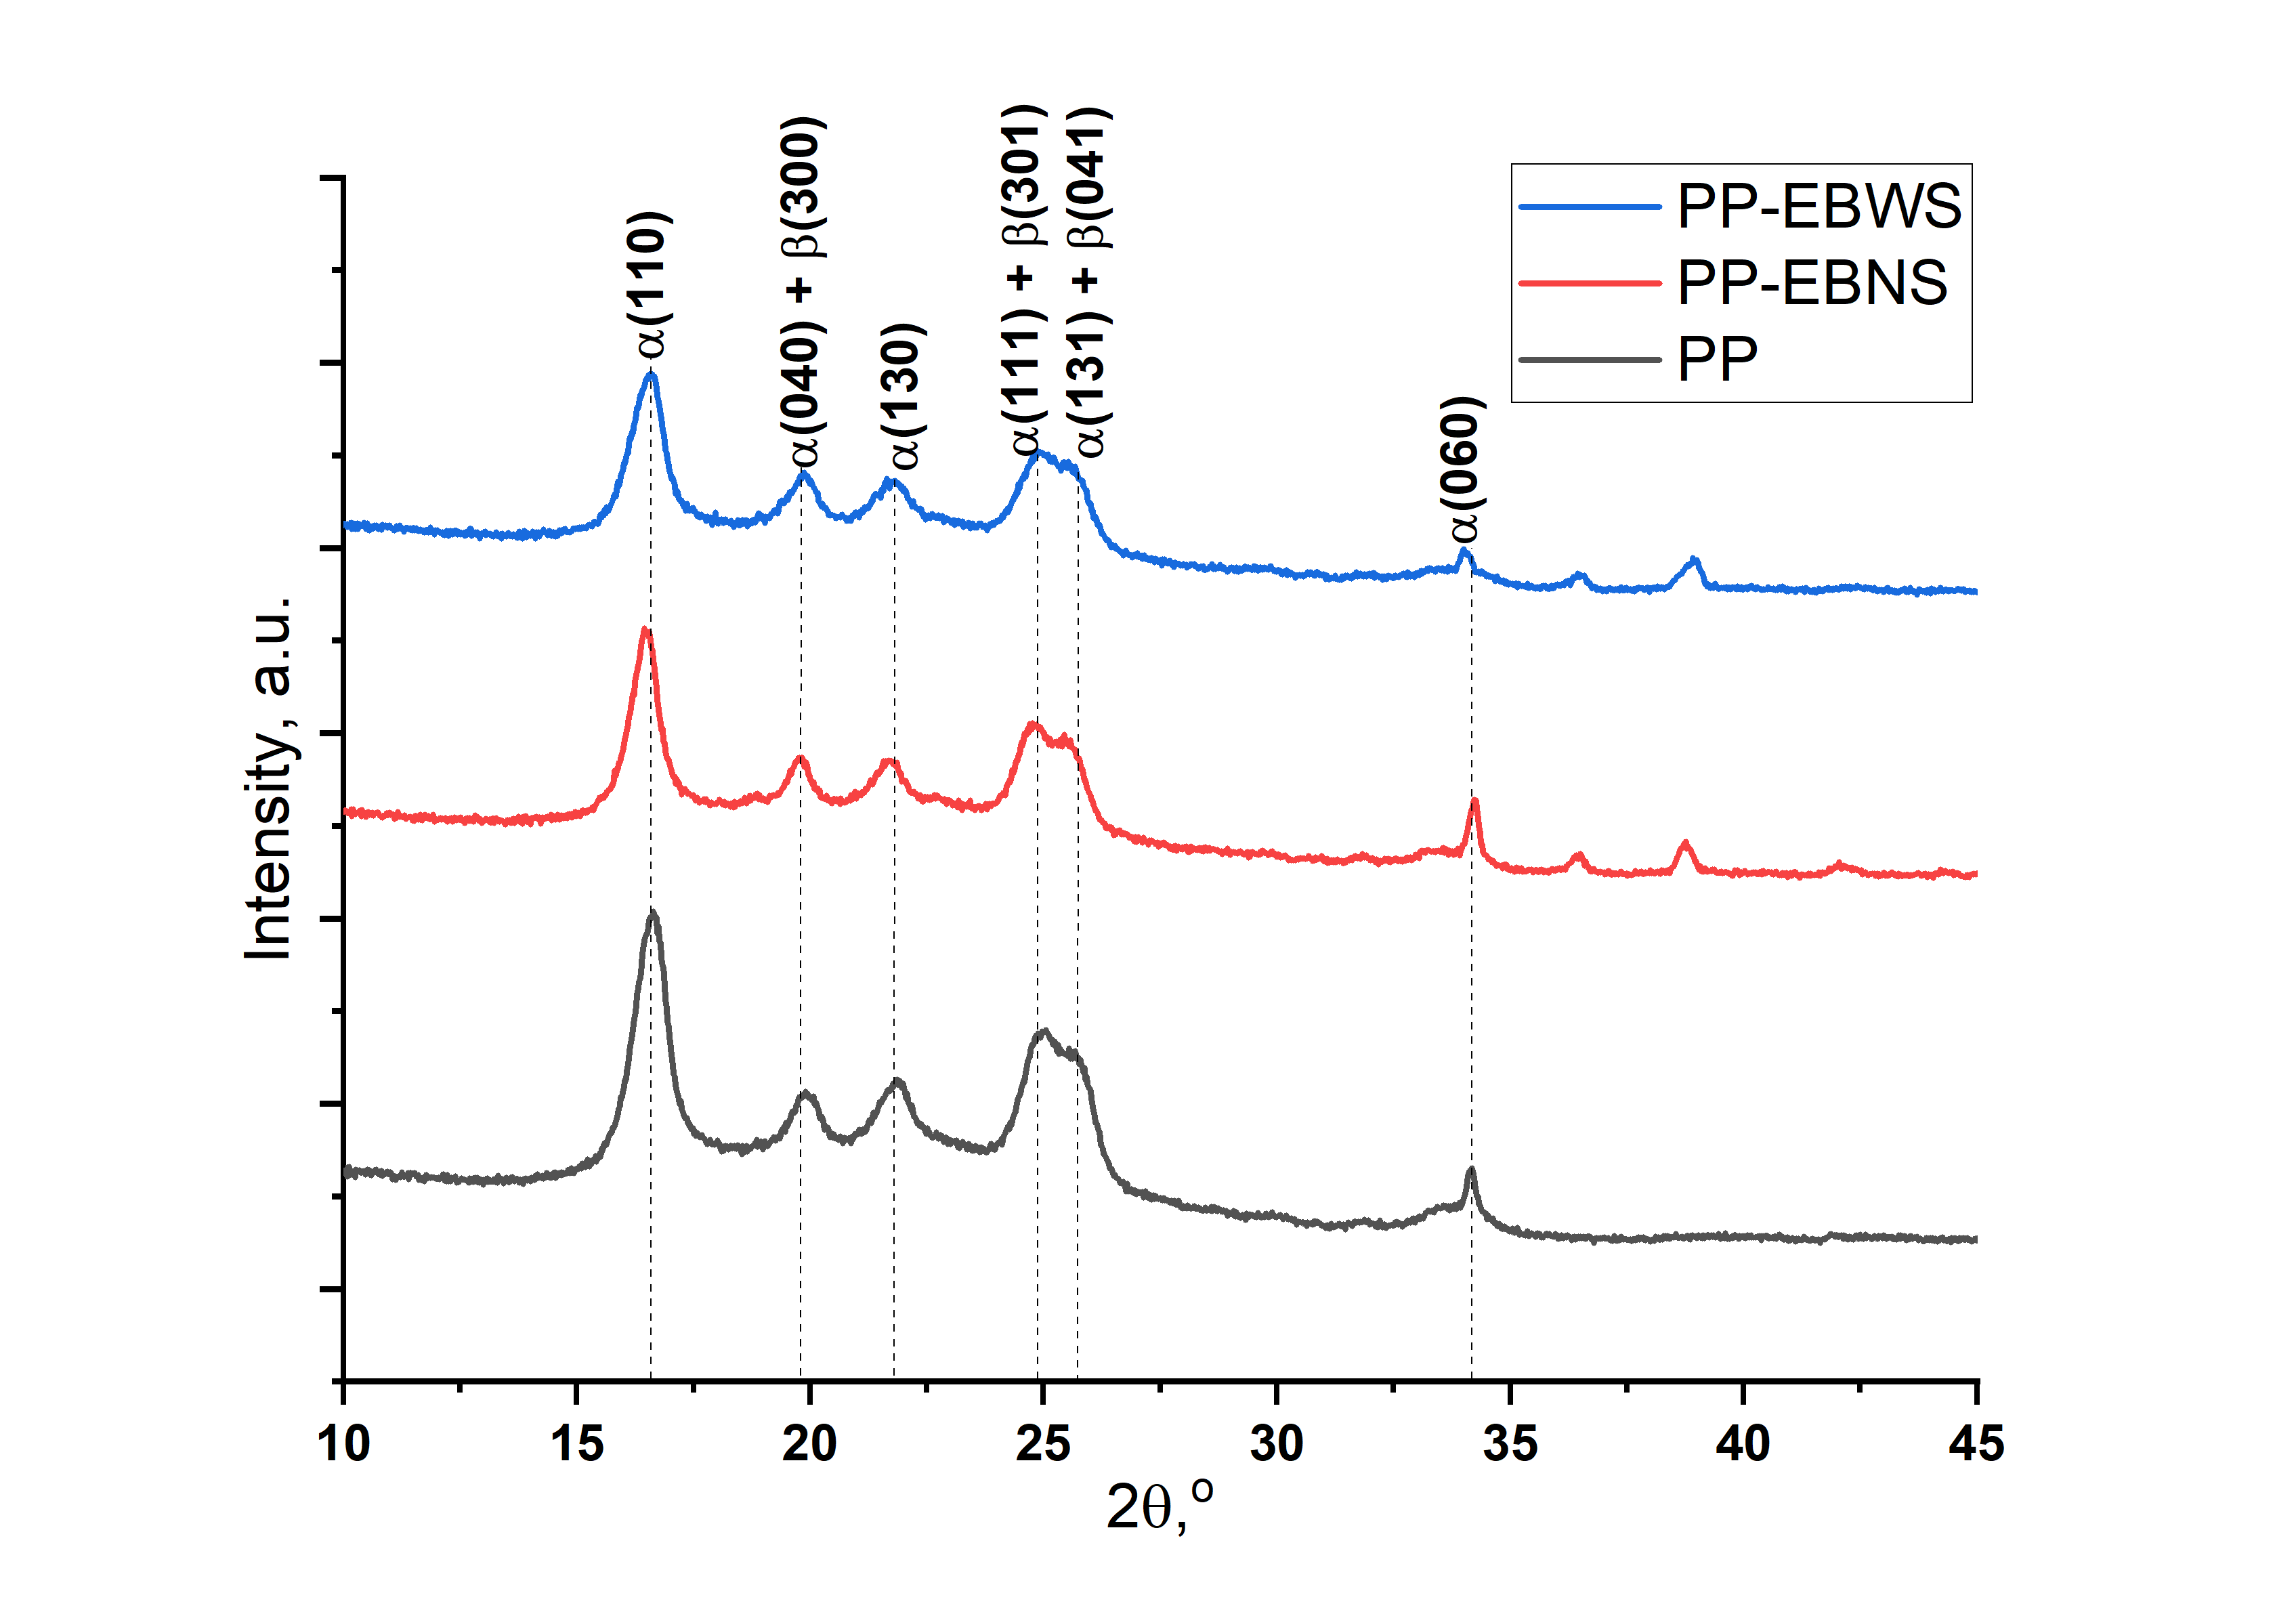 α(110)
α(040) + β(300)
α(130)
α(111) + β(301)
α(131) + β(041)
α(060)
PP-EBWS
PP-EBNS
PP
Intensity, a.u.
10 15 20 25 30 35 40 45
2θ,°